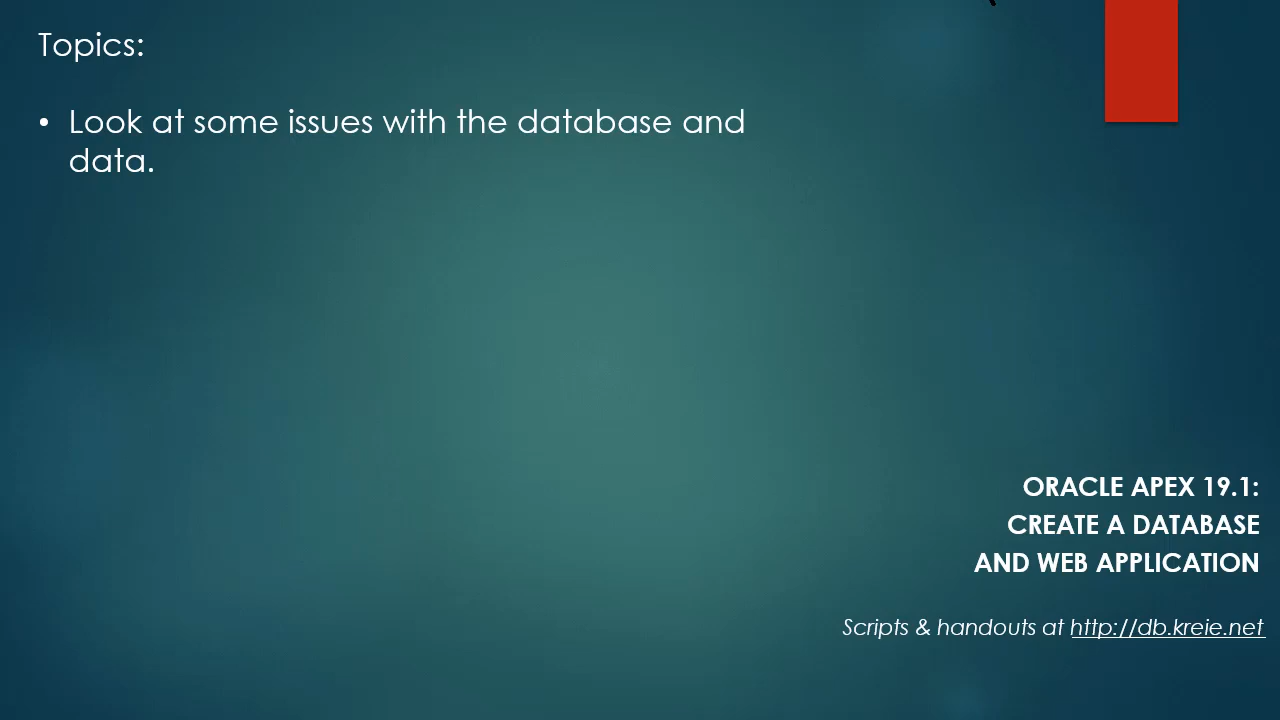 Topics:
• Look at some issues with the database and
data.
ORACLE APEX 19.1:
CREATE A DATABASE
AND WEB APPLICATION
Scripts & handouts at http://db.kreie.net